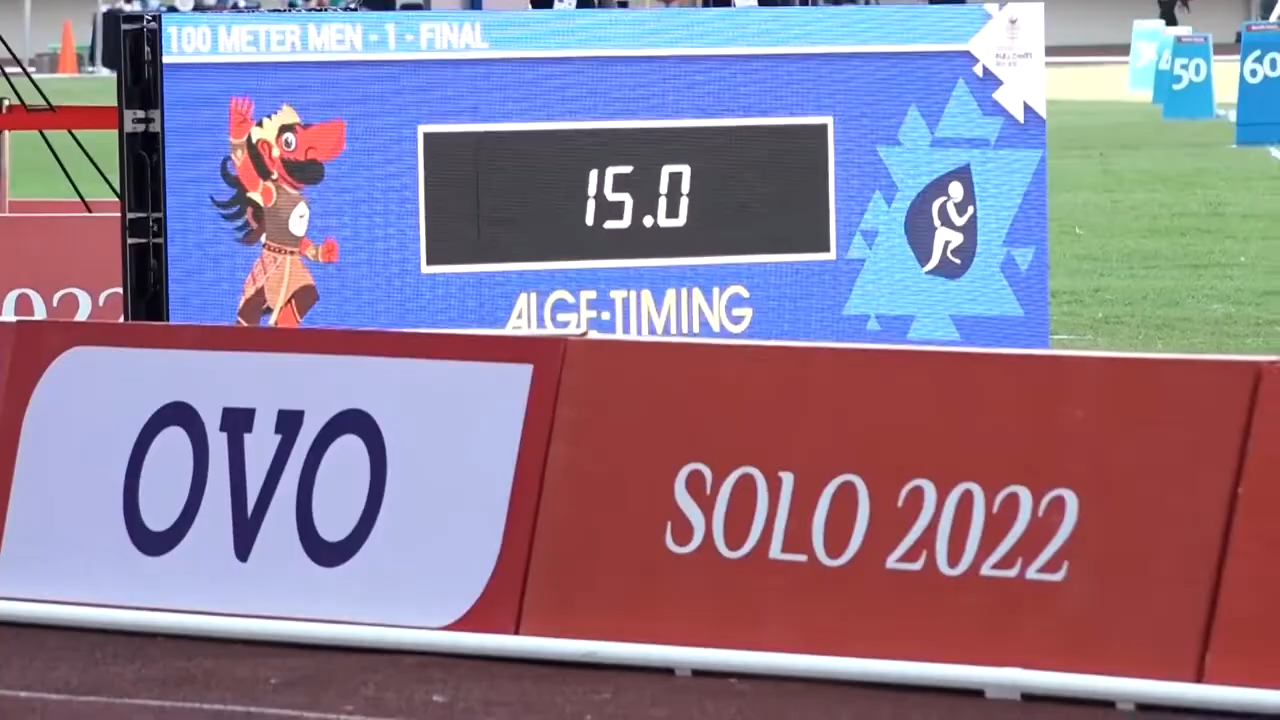 100 METER MEN - 1 - FINAL
15.0
ALGE-TIMING
50
60
2022
OVO
SOLO 2022